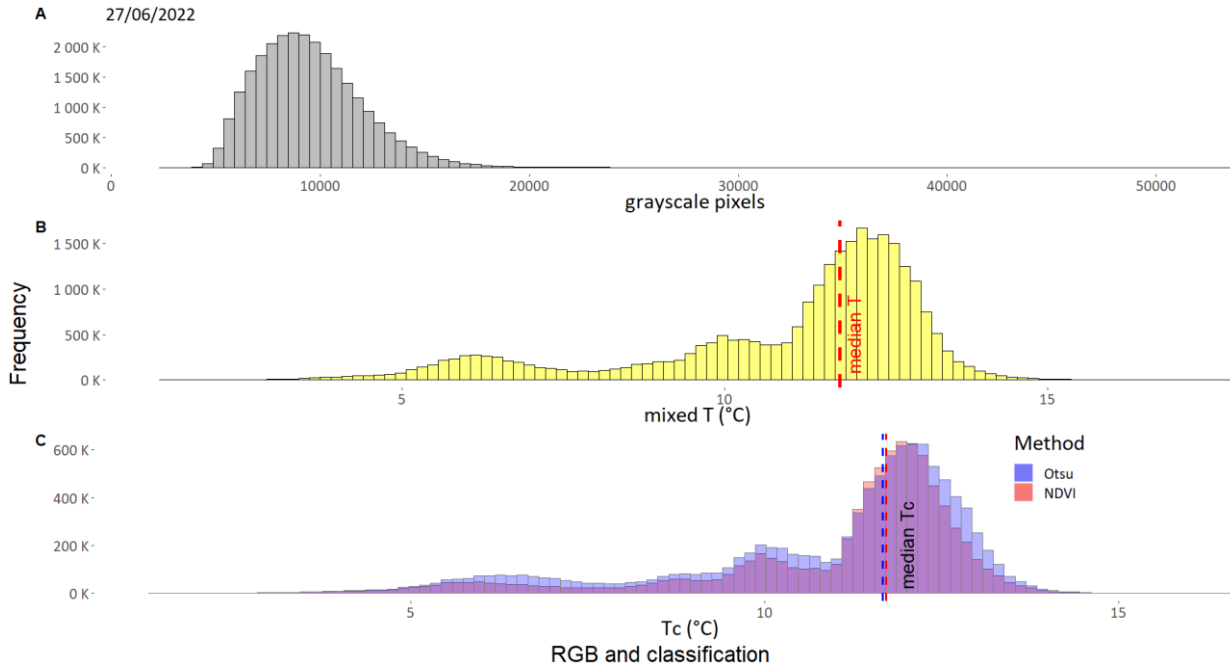 A 27/06/2022
2 000 K
1 500 K
1 000 K
500 K
0 K
0 10000 20000 30000 40000 50000
grayscale pixels
B
1 500 K
1 000 K
500 K
0 K
median T
5 10 15
mixed T (°C)
Frequency
C
600 K
400 K
200 K
0 K
median Tc
Method
Otsu
NDVI
5 10 15
Tc (°C)
RGB and classification